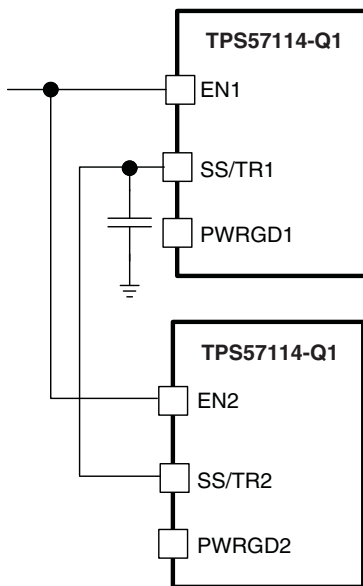 TPS57114-Q1
EN1
SS/TR1
PWRGD1
TPS57114-Q1
EN2
SS/TR2
PWRGD2